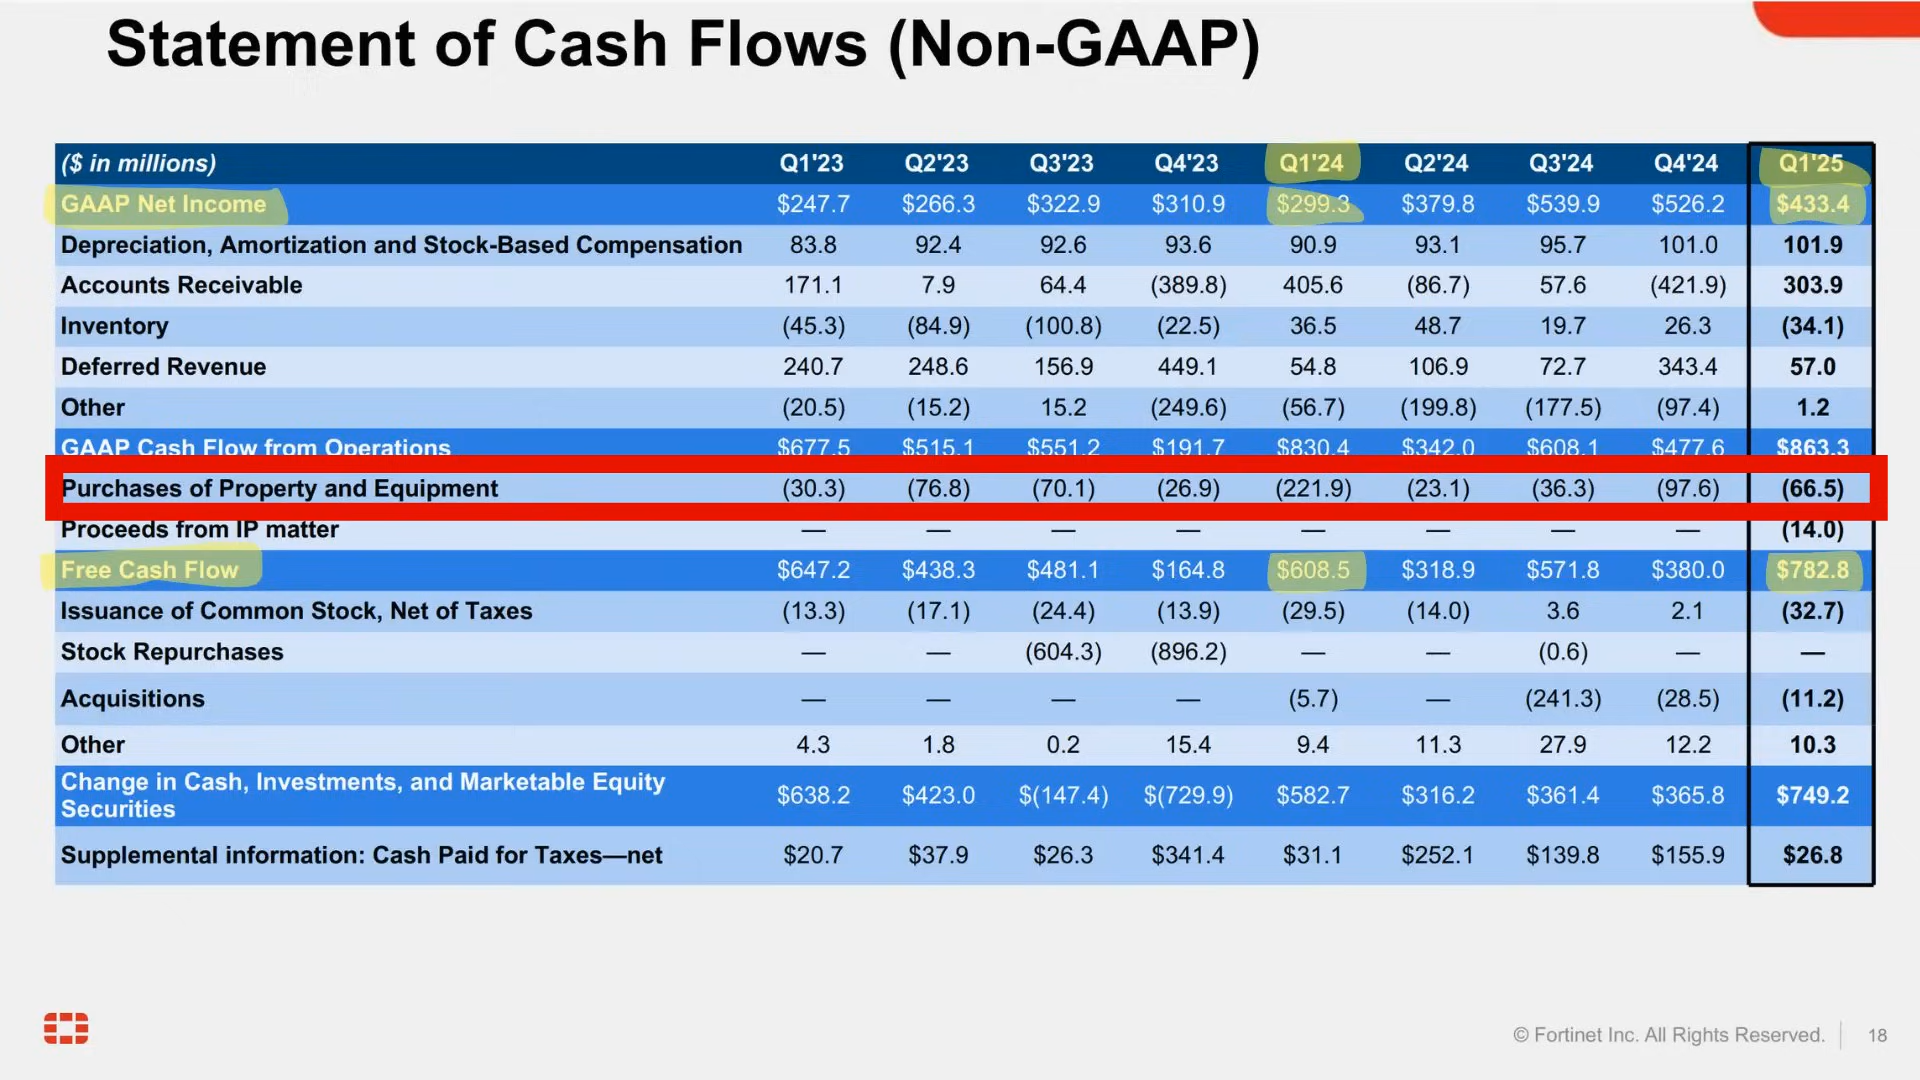 Statement of Cash Flows (Non-GAAP)
($ in millions) Q1'23 Q2'23 Q3'23 Q4'23 Q1'24 Q2'24 Q3'24 Q4'24 Q1'25
GAAP Net Income $247.7 $266.3 $322.9 $310.9 $299.3 $379.8 $539.9 $526.2 $433.4
Depreciation, Amortization and Stock-Based Compensation 83.8 92.4 92.6 93.6 90.9 93.1 95.7 101.0 101.9
Accounts Receivable 171.1 7.9 64.4 (389.8) 405.6 (86.7) 57.6 (421.9) 303.9
Inventory (45.3) (84.9) (100.8) (22.5) 36.5 48.7 19.7 26.3 (34.1)
Deferred Revenue 240.7 248.6 156.9 449.1 54.8 106.9 72.7 343.4 57.0
Other (20.5) (15.2) 15.2 (249.6) (56.7) (199.8) (177.5) (97.4) 1.2
GAAP Cash Flow from Operations $677.5 $515.1 $551.2 $191.7 $830.4 $342.0 $608.1 $477.6 $863.3
Purchases of Property and Equipment (30.3) (76.8) (70.1) (26.9) (221.9) (23.1) (36.3) (97.6) (66.5)
Proceeds from IP matter — — — — — — — — (14.0)
Free Cash Flow $647.2 $438.3 $481.1 $164.8 $608.5 $318.9 $571.8 $380.0 $782.8
Issuance of Common Stock, Net of Taxes (13.3) (17.1) (24.4) (13.9) (29.5) (14.0) 3.6 2.1 (32.7)
Stock Repurchases — — (604.3) (896.2) — — (0.6) — —
Acquisitions — — — — (5.7) — (241.3) (28.5) (11.2)
Other 4.3 1.8 0.2 15.4 9.4 11.3 27.9 12.2 10.3
Change in Cash, Investments, and Marketable Equity
Securities $638.2 $423.0 $(147.4) $(729.9) $582.7 $316.2 $361.4 $365.8 $749.2
Supplemental information: Cash Paid for Taxes—net $20.7 $37.9 $26.3 $341.4 $31.1 $252.1 $139.8 $155.9 $26.8
© Fortinet Inc. All Rights Reserved. 18